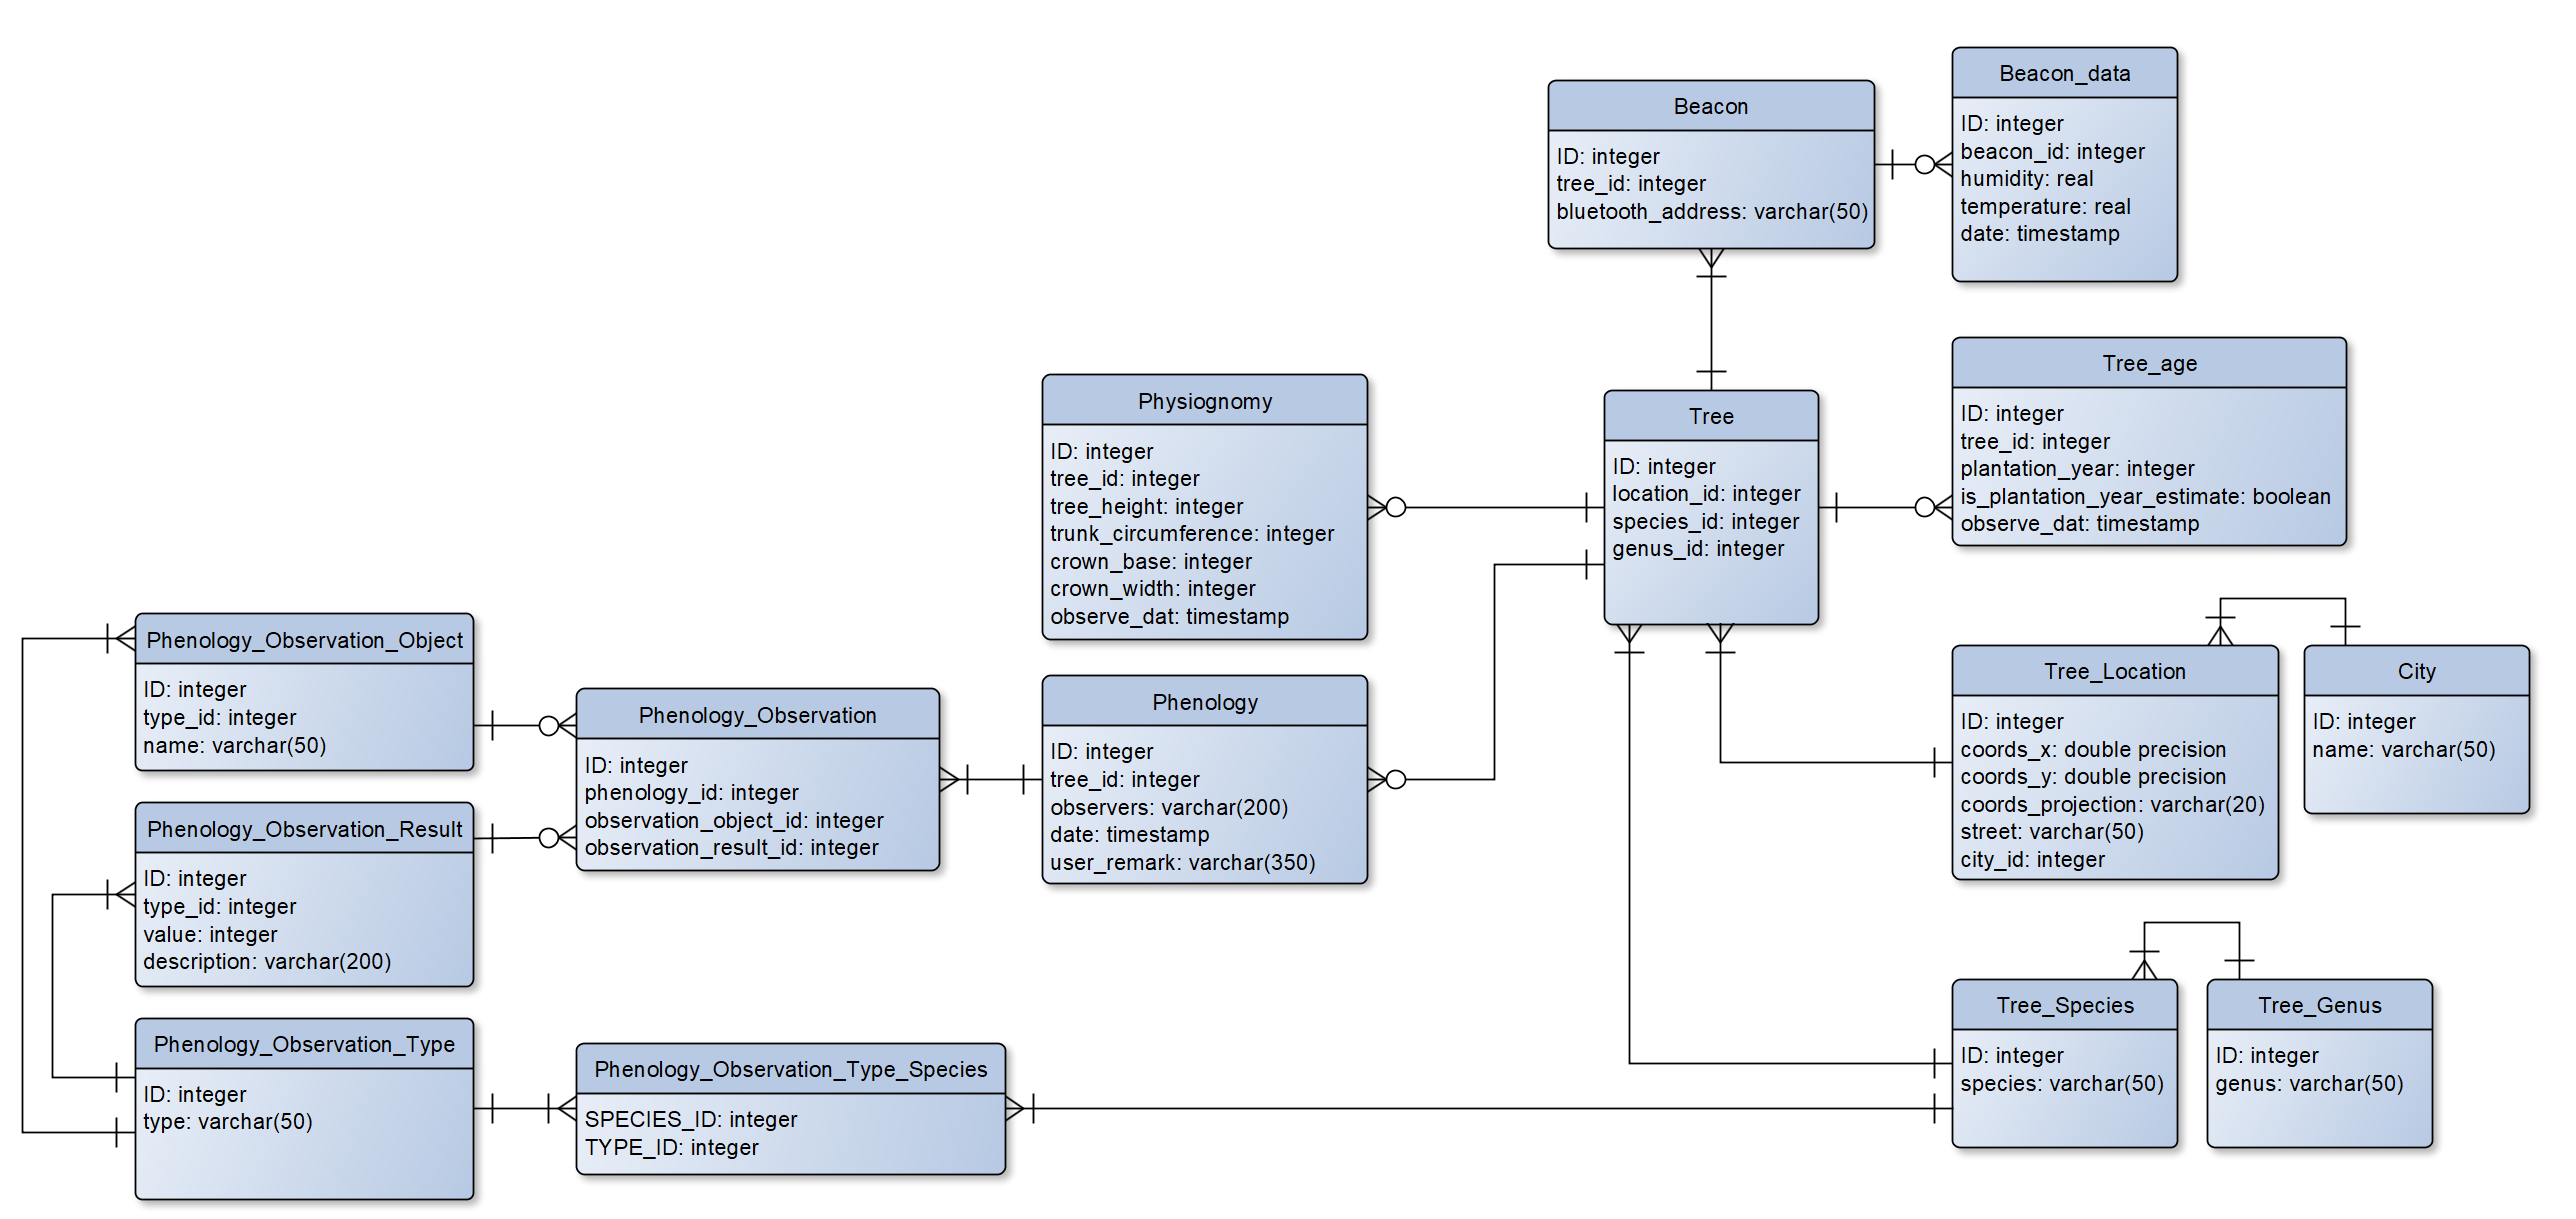 Beacon_data
ID: integer
beacon_id: integer
humidity: real
temperature: real
date: timestamp
Beacon
ID: integer
tree_id: integer
bluetooth_address: varchar(50)
Tree_age
ID: integer
tree_id: integer
plantation_year: integer
is_plantation_year_estimate: boolean
observe_dat: timestamp
Physiognomy
ID: integer
tree_id: integer
tree_height: integer
trunk_circumference: integer
crown_base: integer
crown_width: integer
observe_dat: timestamp
Tree
ID: integer
location_id: integer
species_id: integer
genus_id: integer
Phenology_Observation_Object
ID: integer
type_id: integer
name: varchar(50)
Phenology_Observation
ID: integer
phenology_id: integer
observation_object_id: integer
observation_result_id: integer
Phenology
ID: integer
tree_id: integer
observers: varchar(200)
date: timestamp
user_remark: varchar(350)
Tree_Location
ID: integer
coords_x: double precision
coords_y: double precision
coords_projection: varchar(20)
street: varchar(50)
city_id: integer
City
ID: integer
name: varchar(50)
Phenology_Observation_Result
ID: integer
type_id: integer
value: integer
description: varchar(200)
Phenology_Observation_Type
ID: integer
type: varchar(50)
Phenology_Observation_Type_Species
SPECIES_ID: integer
TYPE_ID: integer
Tree_Species
ID: integer
species: varchar(50)
Tree_Genus
ID: integer
genus: varchar(50)